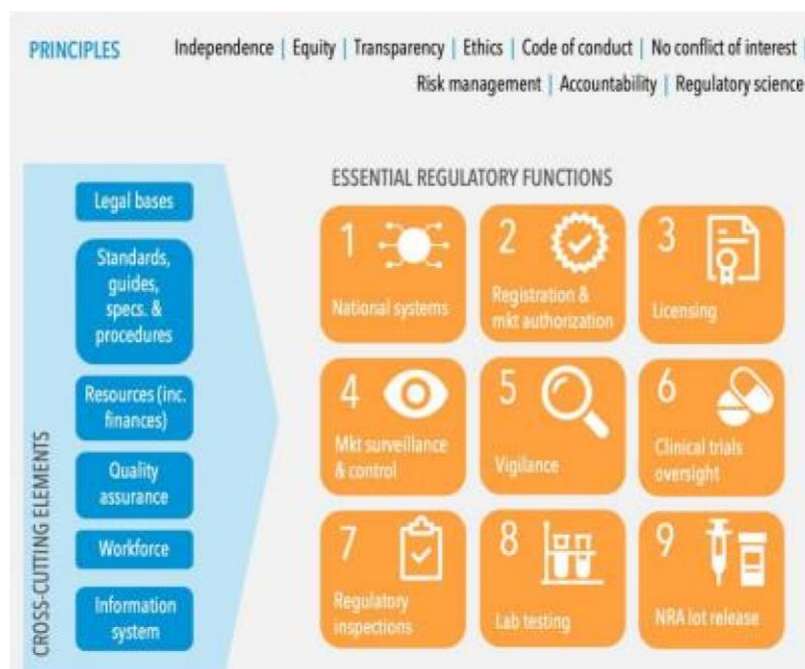 PRINCIPLES
Independence | Equity | Transparency | Ethics | Code of conduct | No conflict of interest |
Risk management | Accountability | Regulatory science
CROSS-CUTTING ELEMENTS
Legal bases
Standards,
guides,
specs. &
procedures
Resources (inc.
finances)
Quality
assurance
Workforce
Information
system
ESSENTIAL REGULATORY FUNCTIONS
1
National systems
2
Registration &
mkt authorization
3
Licensing
4
Mkt surveillance
& control
5
Vigilance
6
Clinical trials
oversight
7
Regulatory
inspections
8
Lab testing
9
NRA lot release